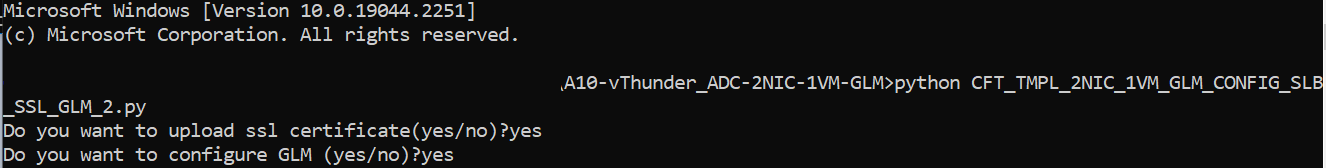 Microsoft Windows [Version 10.0.19044.2251]
(c) Microsoft Corporation. All rights reserved.
\A10-vThunder_ADC-2NIC-1VM-GLM>python CFT_TMPL_2NIC_1VM_GLM_CONFIG_SLB
_SSL_GLM_2.py
Do you want to upload ssl certificate(yes/no)?yes
Do you want to configure GLM (yes/no)?yes